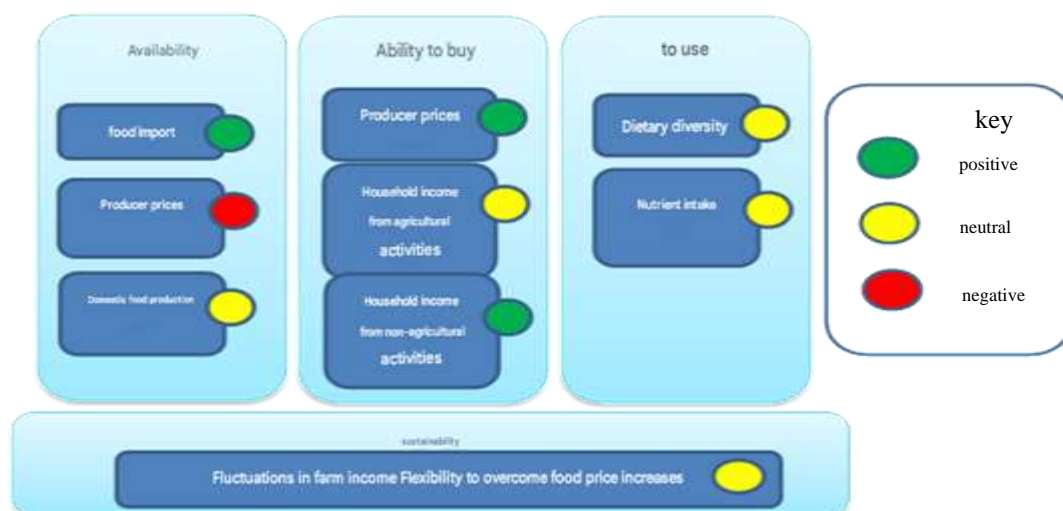 Availability
food import
Producer prices
Domestic food production
Ability to buy
Producer prices
Household income
from agricultural
activities
Household income
from non-agricultural
activities
to use
Dietary diversity
Nutrient intake
key
positive
neutral
negative
sustainability
Fluctuations in farm income Flexibility to overcome food price increases